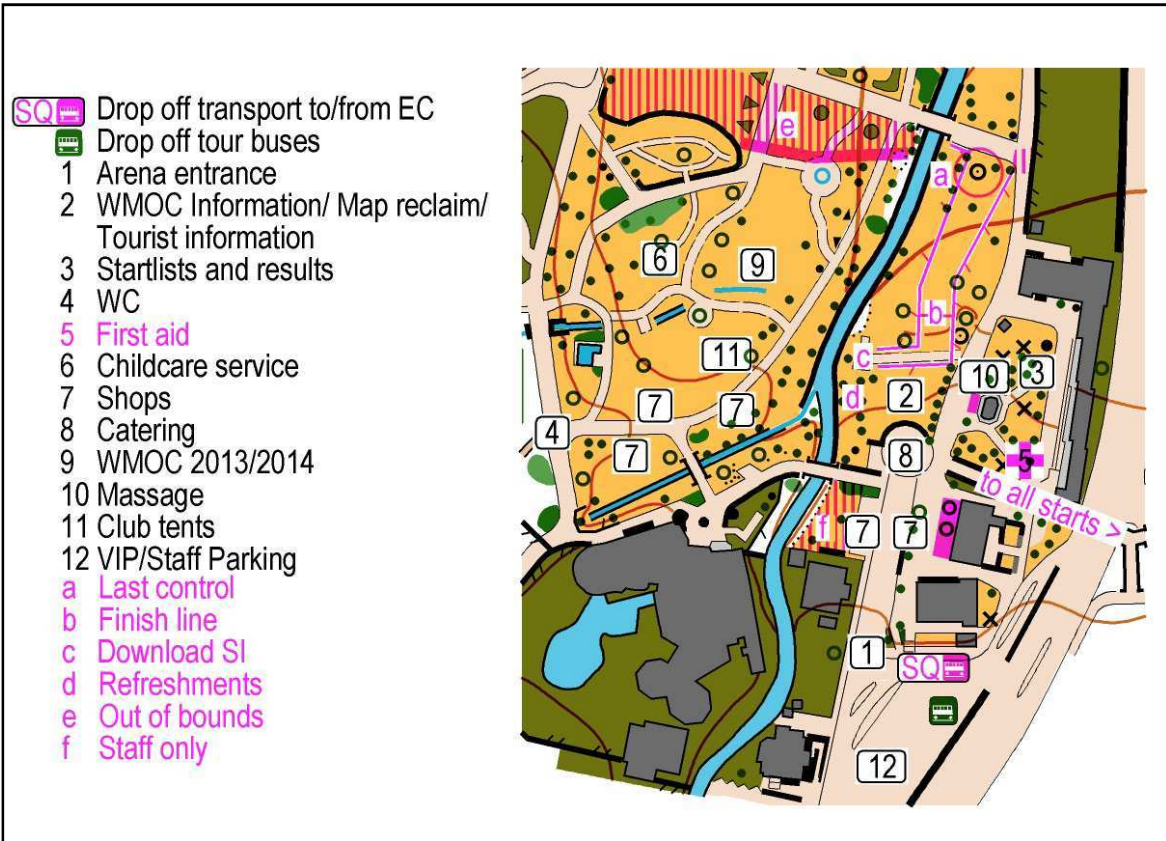 SQ Drop off transport to/from EC
Drop off tour buses
1 Arena entrance
2 WMOC Information/ Map reclaim/
Tourist information
3 Startlists and results
4 WC
5 First aid
6 Childcare service
7 Shops
8 Catering
9 WMOC 2013/2014
10 Massage
11 Club tents
12 VIP/Staff Parking
a Last control
b Finish line
c Download SI
d Refreshments
e Out of bounds
f Staff only
e
a
6
9
b
11
c
10
3
d
2
7
7
4
7
8
5
to all starts >
f
7
7
1
SQ
12